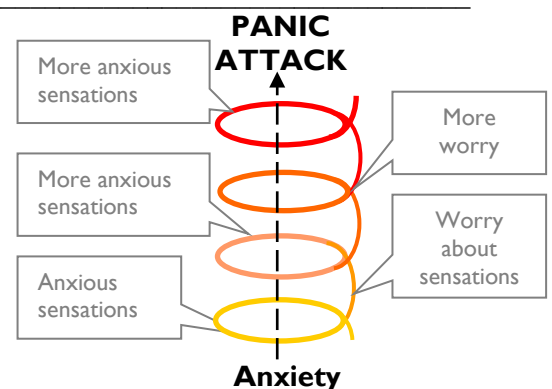 PANIC
ATTACK
More anxious
sensations
More
worry
More anxious
sensations
Worry
about
sensations
Anxious
sensations
Anxiety